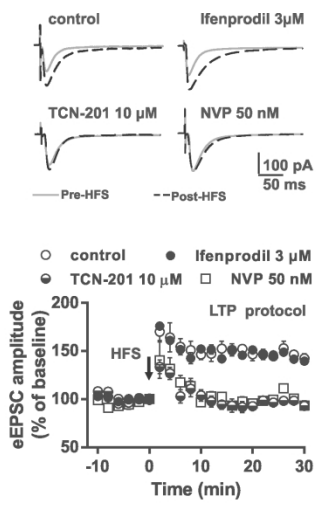 control Ifenprodil 3μM
TCN-201 10 μM NVP 50 nM
100 pA
50 ms
Pre-HFS Post-HFS
control Ifenprodil 3 μM
TCN-201 10 μM NVP 50 nM
LTP protocol
HFS
eEPSC amplitude
(% of baseline)
200
150
100
50
-10 0 10 20 30
Time (min)